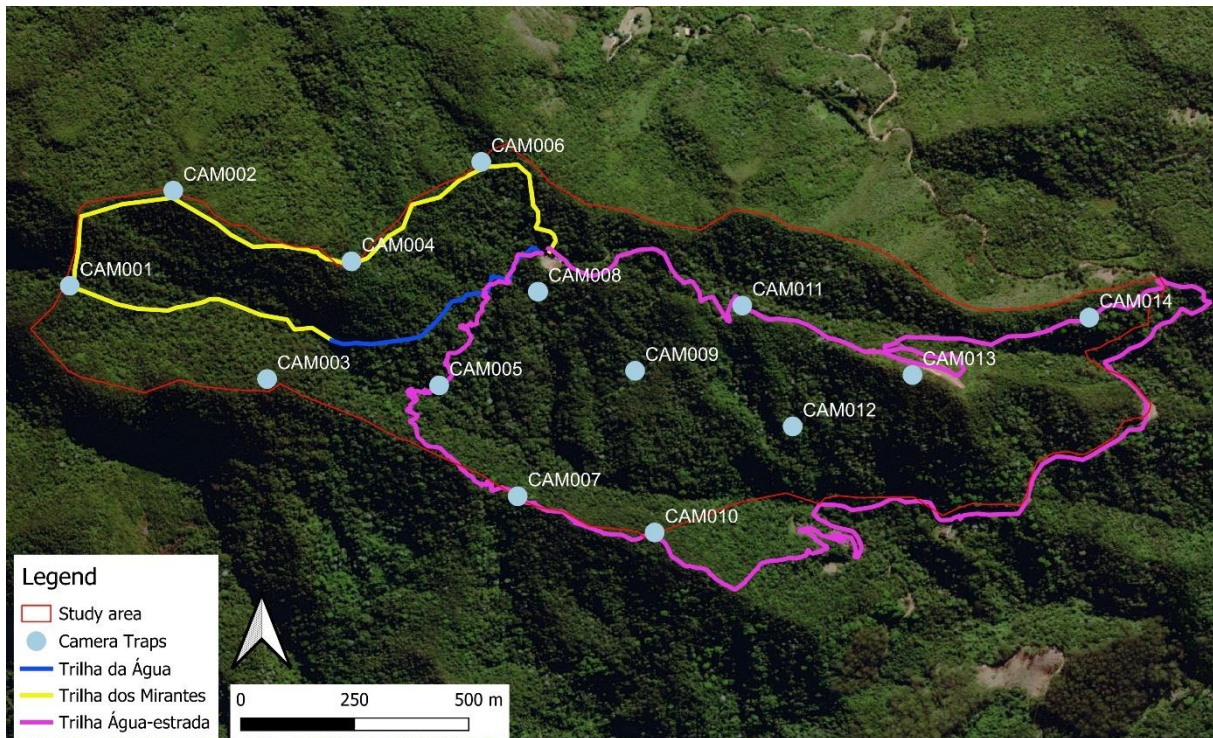 CAM006
CAM002
CAM004
CAM001
CAM008
CAM011
CAM014
CAM003
CAM009
CAM013
CAM005
CAM012
CAM007
CAM010
Legend
Study area
Camera Traps
Trilha da Água
Trilha dos Mirantes
Trilha Água-estrada
0 250 500 m